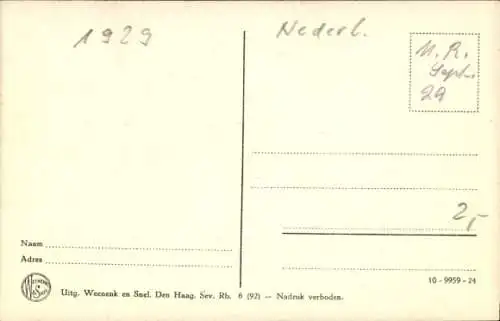 1929
Nederl.
M. R.
Sept.
29
2,-
Naam
Adres
10 - 9959 - 24
Uitg. Weenenk en Snel. Den Haag. Sev. Rb. 6 (92) — Nadruk verboden.